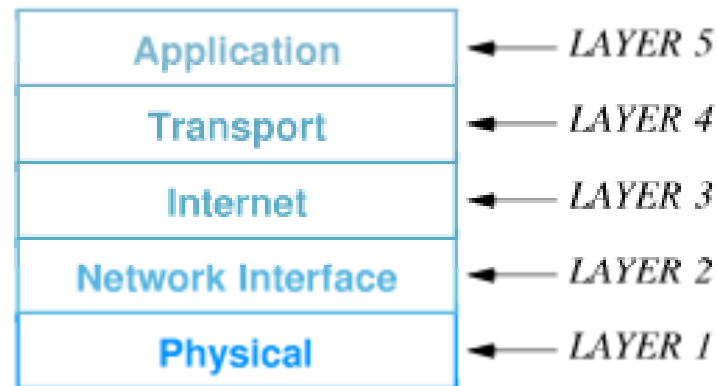 Application LAYER 5
Transport LAYER 4
Internet LAYER 3
Network Interface LAYER 2
Physical LAYER 1